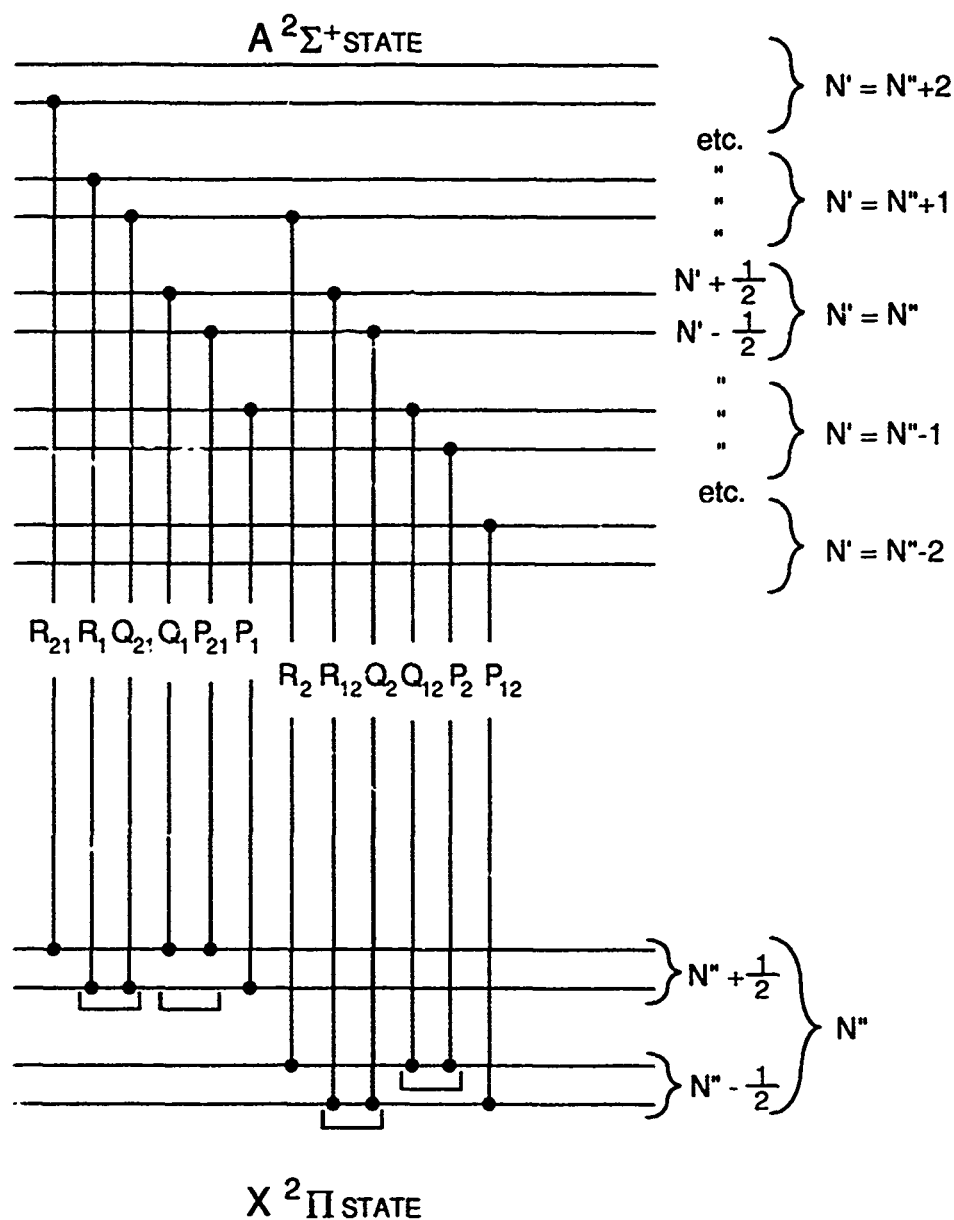 A ²Σ⁺ STATE
N' = N"+2
etc.
"
"
"
N' = N"+1
N' + 1/2
N' - 1/2
N' = N"
"
"
"
N' = N"-1
etc.
N' = N"-2
R₂₁ R₁ Q₂₁ Q₁ P₂₁ P₁
R₂ R₁₂ Q₂ Q₁₂ P₂ P₁₂
N" + 1/2
N"
N" - 1/2
X ²Π STATE